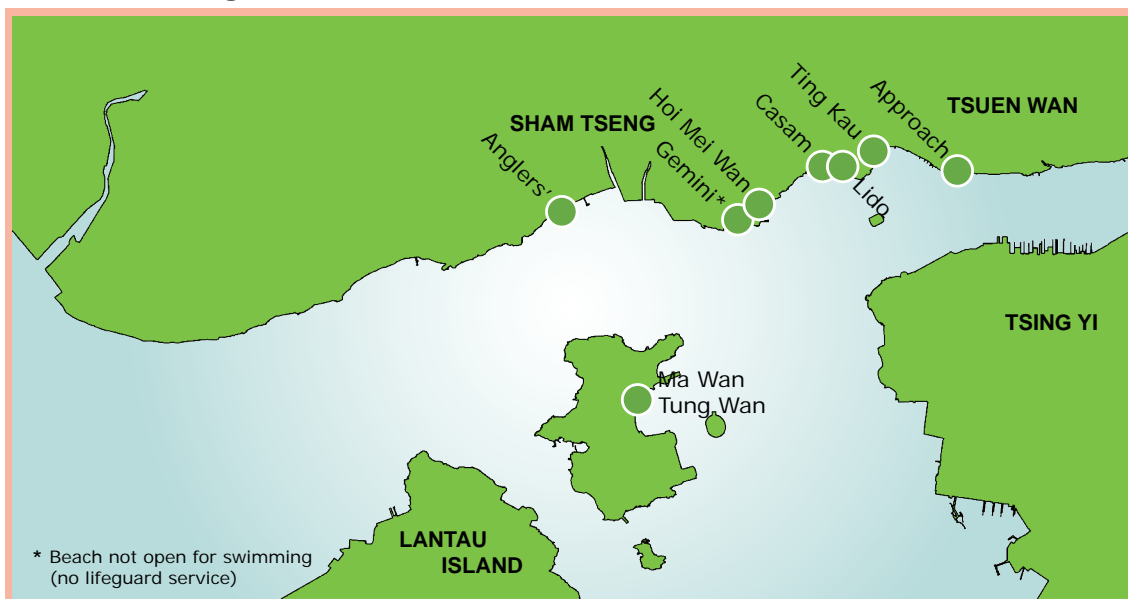 TSUEN WAN
Approach
Ting Kau
Casam
Lido
Hoi Mei Wan
Gemini*
SHAM TSENG
Anglers'
TSING YI
Ma Wan
Tung Wan
LANTAU
ISLAND
* Beach not open for swimming
(no lifeguard service)